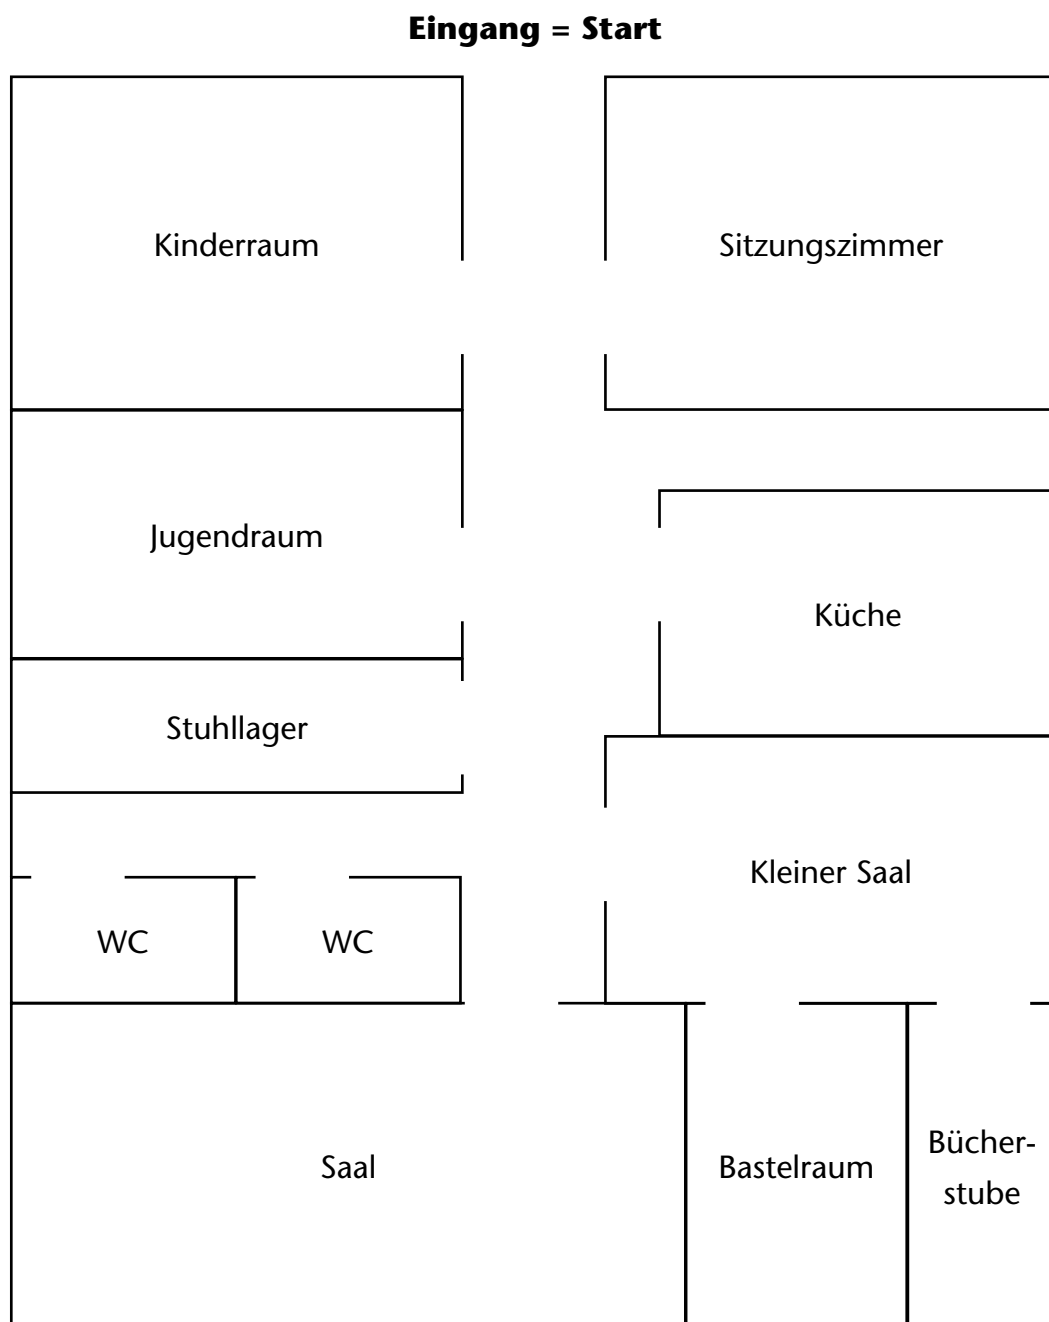 Eingang = Start
Kinderraum
Sitzungszimmer
Jugendraum
Küche
Stuhllager
Kleiner Saal
WC
WC
Saal
Bastelraum
Bücher-
stube